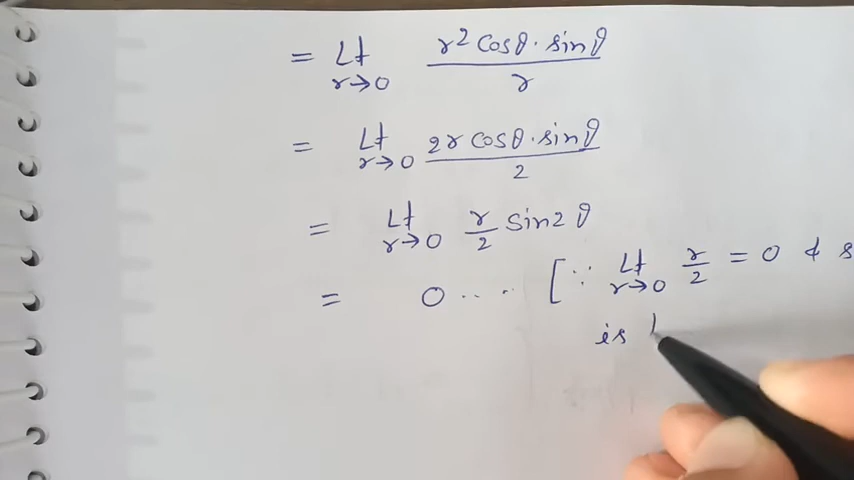 = Lt r→0 r² cosθ · sinθ / r
= Lt r→0 2r cosθ · sinθ / 2
= Lt r→0 r/2 sin2θ
= 0 .... [∵ Lt r→0 r/2 = 0 & s
is